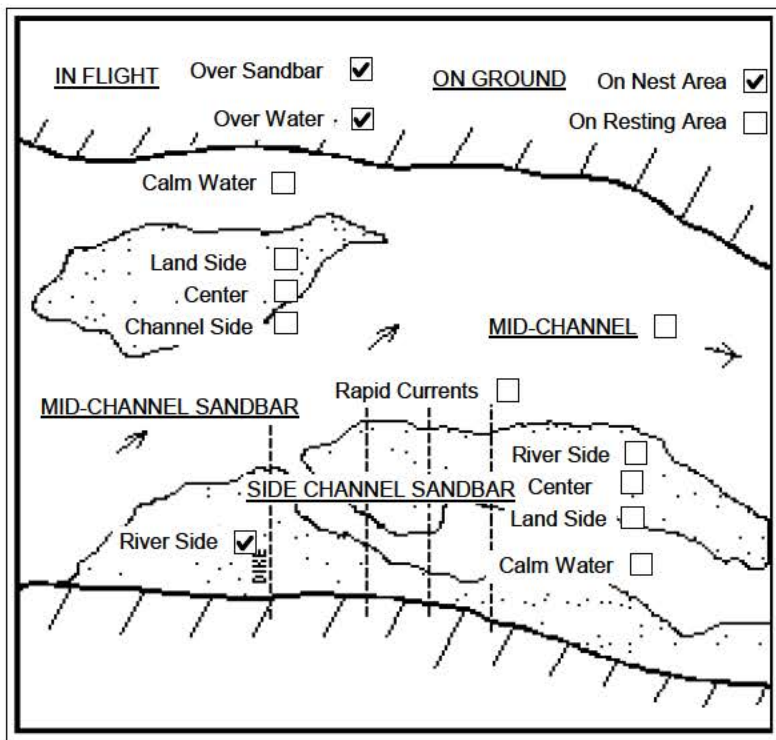 IN FLIGHT Over Sandbar ON GROUND On Nest Area
Over Water On Resting Area
Calm Water
Land Side
Center
Channel Side
MID-CHANNEL
Rapid Currents
MID-CHANNEL SANDBAR
River Side
SIDE CHANNEL SANDBAR Center
Land Side
River Side
DIKE
Calm Water